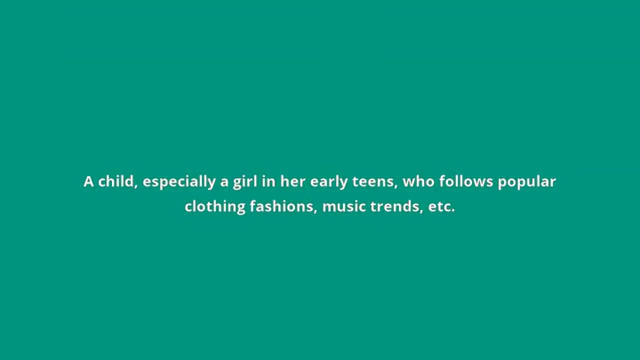 A child, especially a girl in her early teens, who follows popular
clothing fashions, music trends, etc.